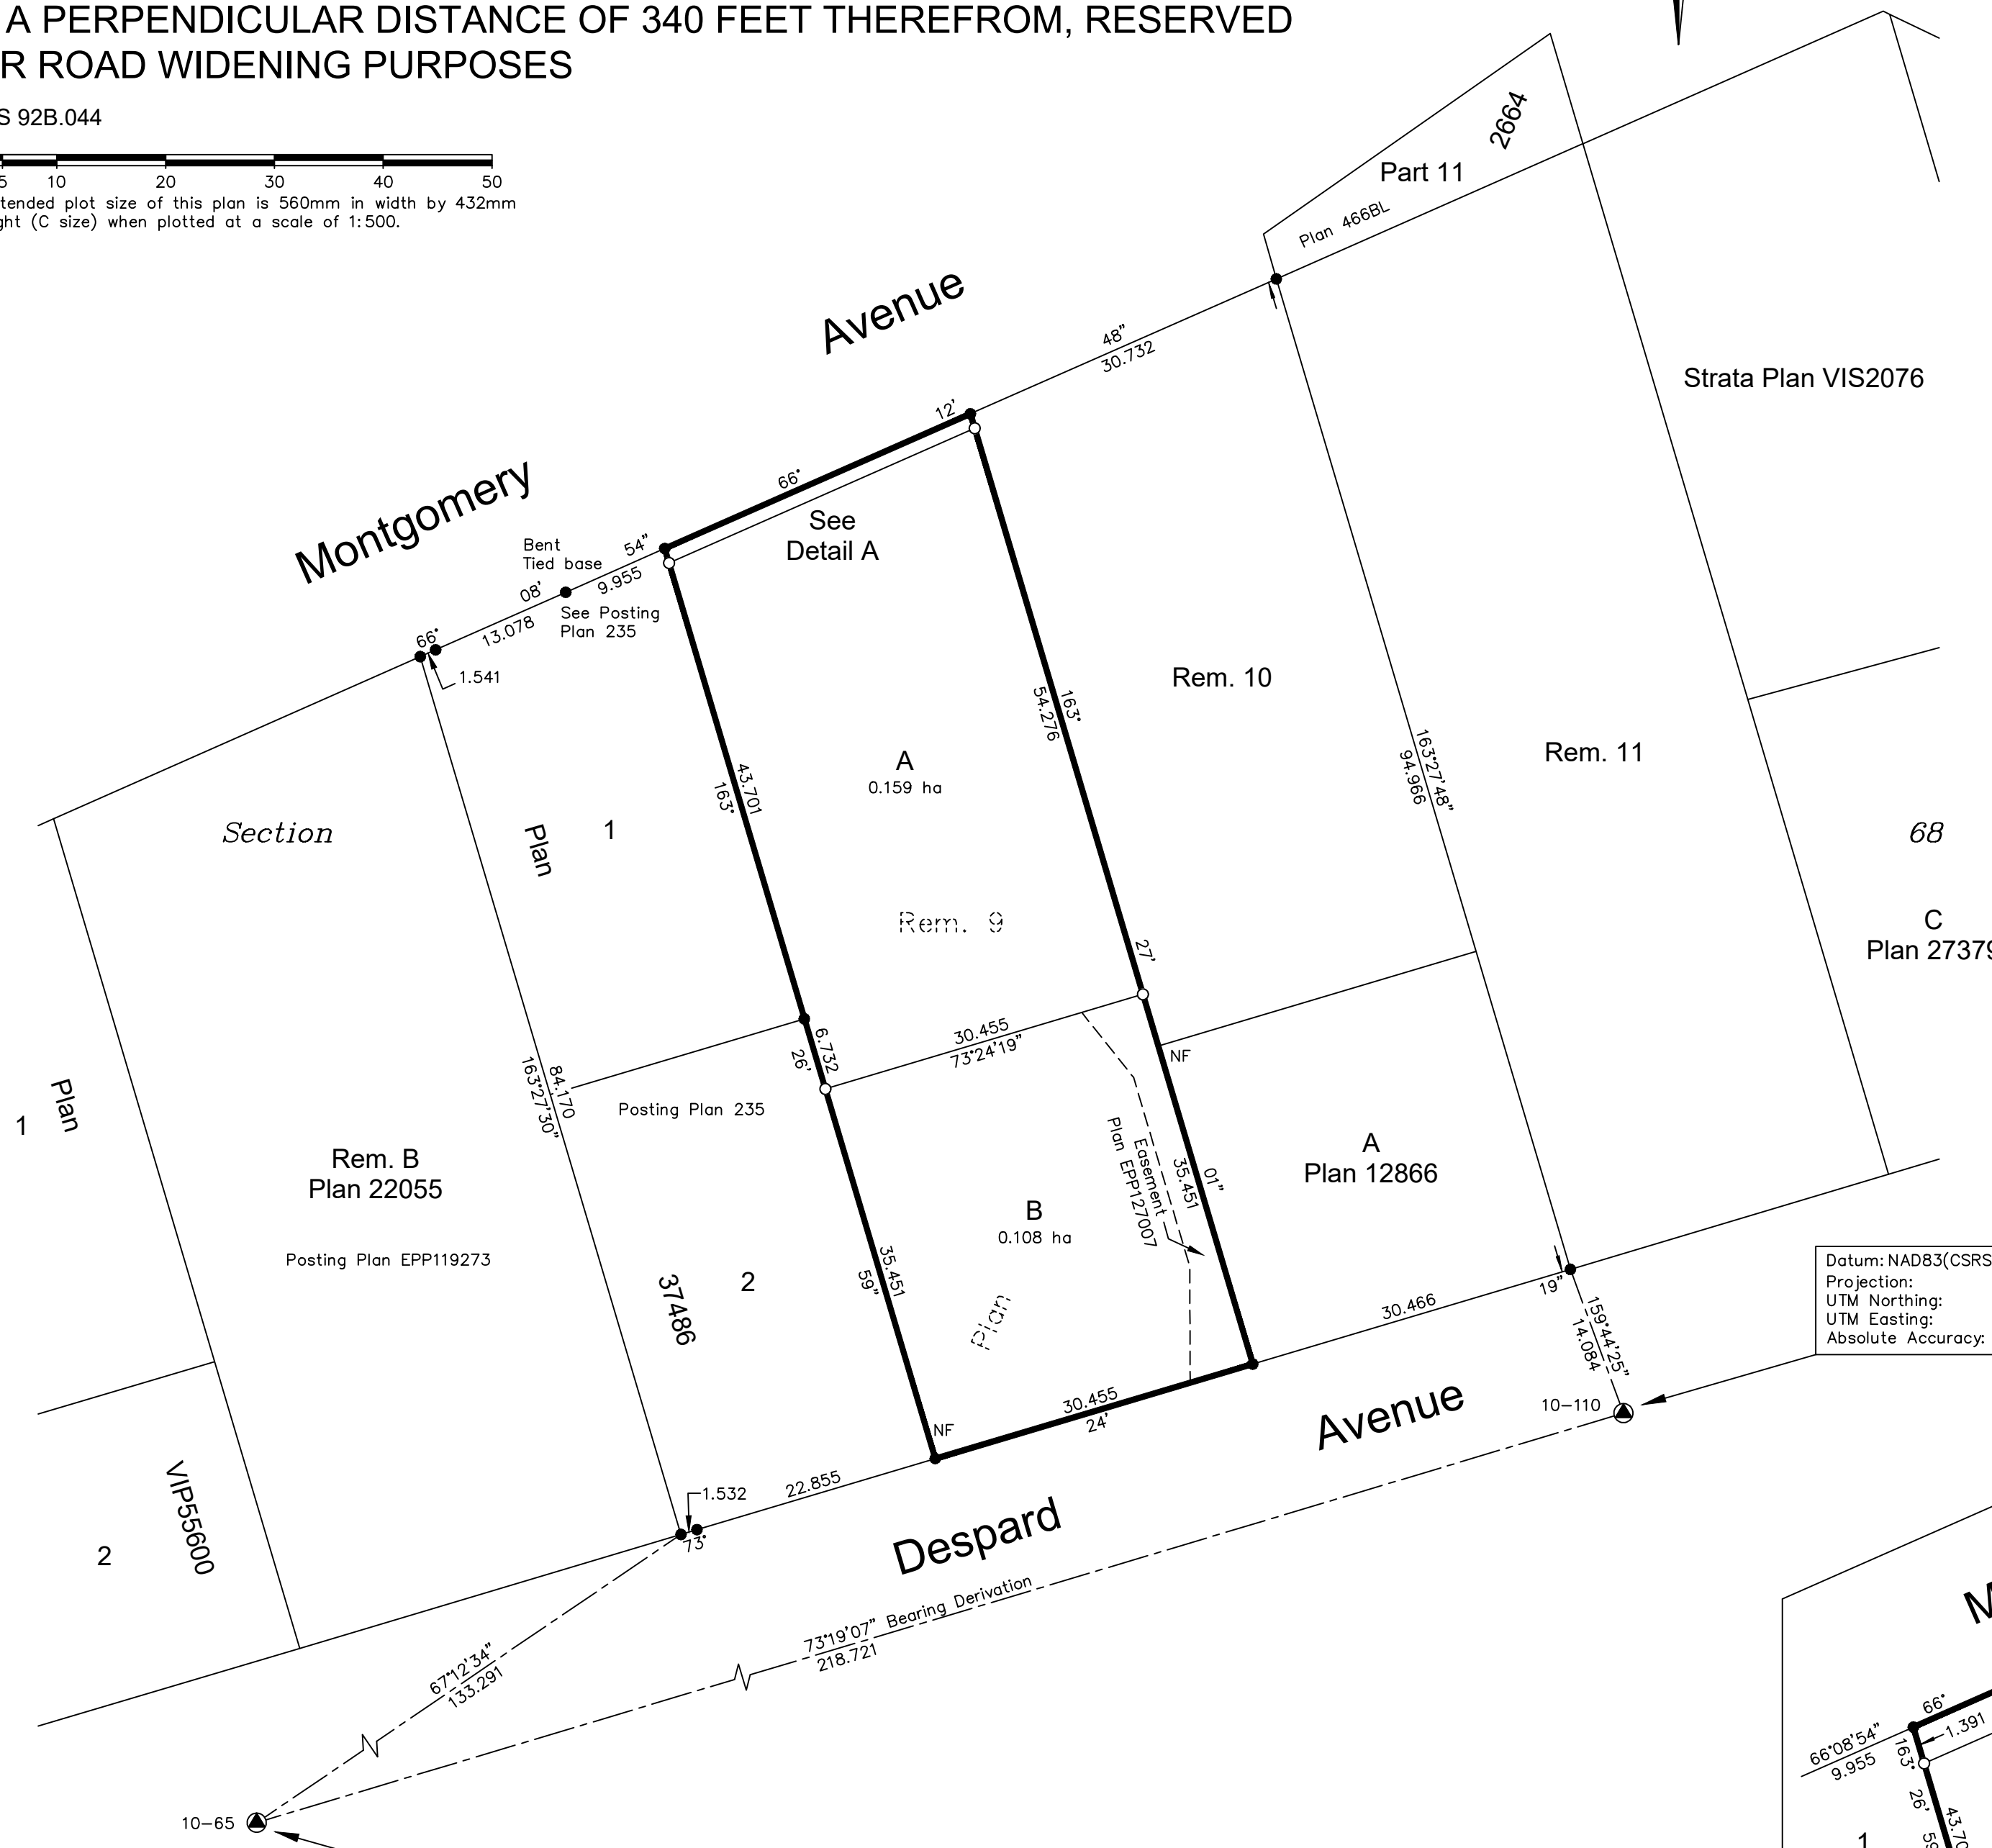 A PERPENDICULAR DISTANCE OF 340 FEET THEREFROM, RESERVED
R ROAD WIDENING PURPOSES
S 92B.044
5 10 20 30 40 50
tended plot size of this plan is 560mm in width by 432mm
ght (C size) when plotted at a scale of 1:500.
2664
Part 11
Plan 466BL
Montgomery Avenue
48"
30.732
12'
66°
Strata Plan VIS2076
See
Detail A
Bent
Tied base
54"
9.955
08'
13.078
See Posting
Plan 235
66°
1.541
Rem. 10
163°
54.276
163°27'48"
94.966
Rem. 11
A
0.159 ha
43.701
163°
Section
Plan
1
68
Rem. 9
27'
C
Plan 27379
30.455
73°24'19"
6.732
26'
NF
84.170
163°27'30"
Posting Plan 235
1
Plan
Rem. B
Plan 22055
Posting Plan EPP119273
Easement
Plan EPP127007
35.451
01"
A
Plan 12866
B
0.108 ha
35.451
59"
2
37486
Plan
30.466
19"
159°44'25"
14.084
Datum: NAD83(CSRS
Projection:
UTM Northing:
UTM Easting:
Absolute Accuracy:
10-110
30.455
24'
NF
22.855
1.532
73°
Despard Avenue
VIP55600
2
73°19'07" Bearing Derivation
218.721
67°12'34"
133.291
10-65
M
66°
1.391
66°08'54"
9.955
163°
26'
43.70
59
1